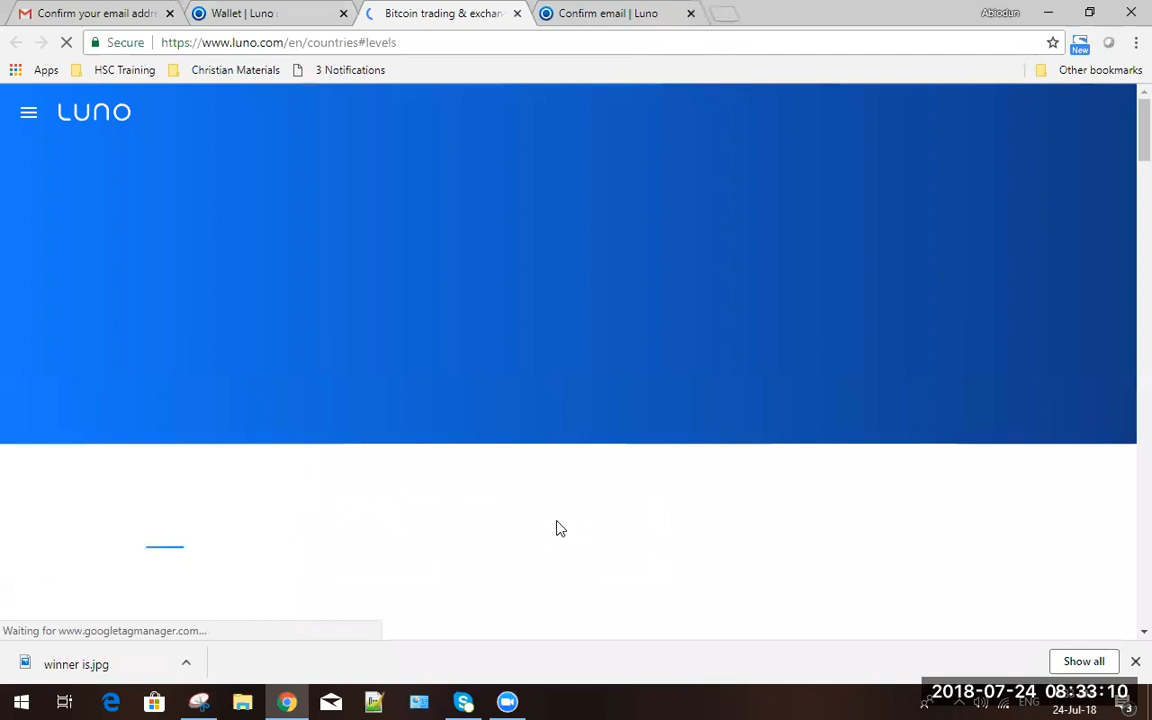 Confirm your email addr
Wallet | Luno
Bitcoin trading & exchan
Confirm email | Luno
Abiodun
Secure
https://www.luno.com/en/countries#levels
New
Apps
HSC Training
Christian Materials
3 Notifications
Other bookmarks
LUNO
Waiting for www.googletagmanager.com...
winner is.jpg
Show all
2018-07-24 08:33:10
ENG
24-Jul-18
3